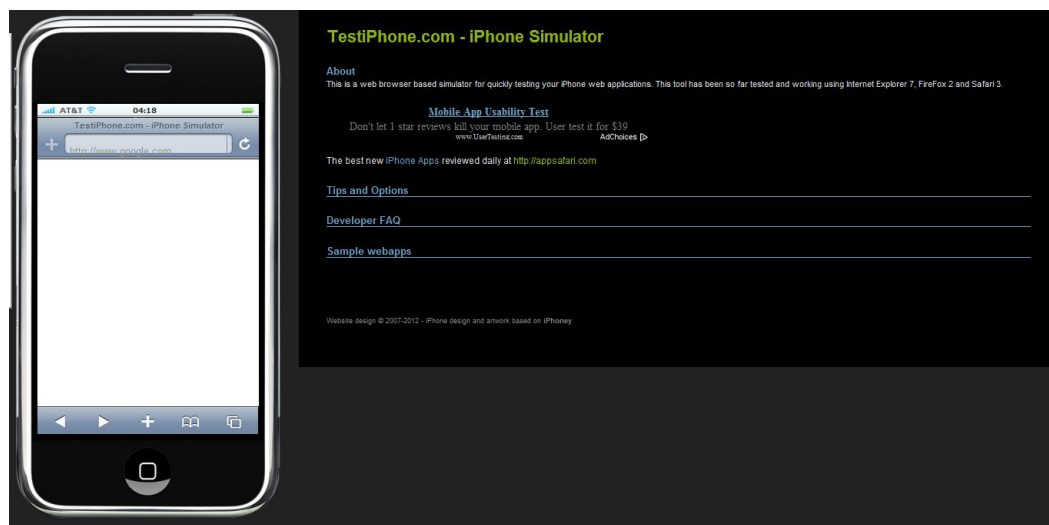 AT&T 04:18
TestiPhone.com - iPhone Simulator
http://www.google.com
TestiPhone.com - iPhone Simulator
About
This is a web browser based simulator for quickly testing your iPhone web applications. This tool has been so far tested and working using Internet Explorer 7, FireFox 2 and Safari 3.
Mobile App Usability Test
Don't let 1 star reviews kill your mobile app. User test it for $39
www.UserTesting.com AdChoices
The best new iPhone Apps reviewed daily at http://appsafari.com
Tips and Options
Developer FAQ
Sample webapps
Website design © 2007-2012 - iPhone design and artwork based on iPhoney